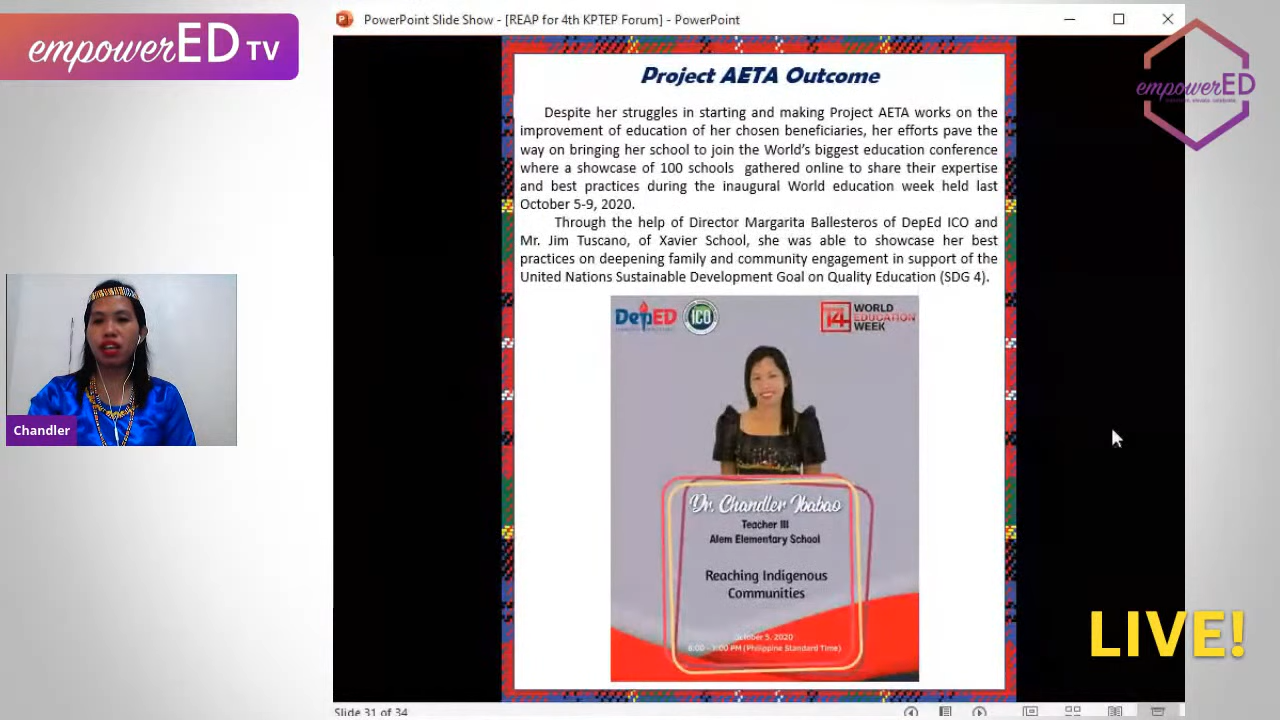 empowerED TV
PowerPoint Slide Show - [REAP for 4th KPTEP Forum] - PowerPoint
empowerED
Project AETA Outcome
Despite her struggles in starting and making Project AETA works on the
improvement of education of her chosen beneficiaries, her efforts pave the
way on bringing her school to join the World's biggest education conference
where a showcase of 100 schools gathered online to share their expertise
and best practices during the inaugural World education week held last
October 5-9, 2020.
Through the help of Director Margarita Ballesteros of DepEd ICO and
Mr. Jim Tuscano, of Xavier School, she was able to showcase her best
practices on deepening family and community engagement in support of the
United Nations Sustainable Development Goal on Quality Education (SDG 4).
DepED
ICO
WORLD
EDUCATION
WEEK
Chandler
Dr. Chandler Ibabao
Teacher III
Alem Elementary School
Reaching Indigenous
Communities
October 5, 2020
6:00 - 7:00 PM (Philippine Standard Time)
LIVE!
Slide 31 of 34